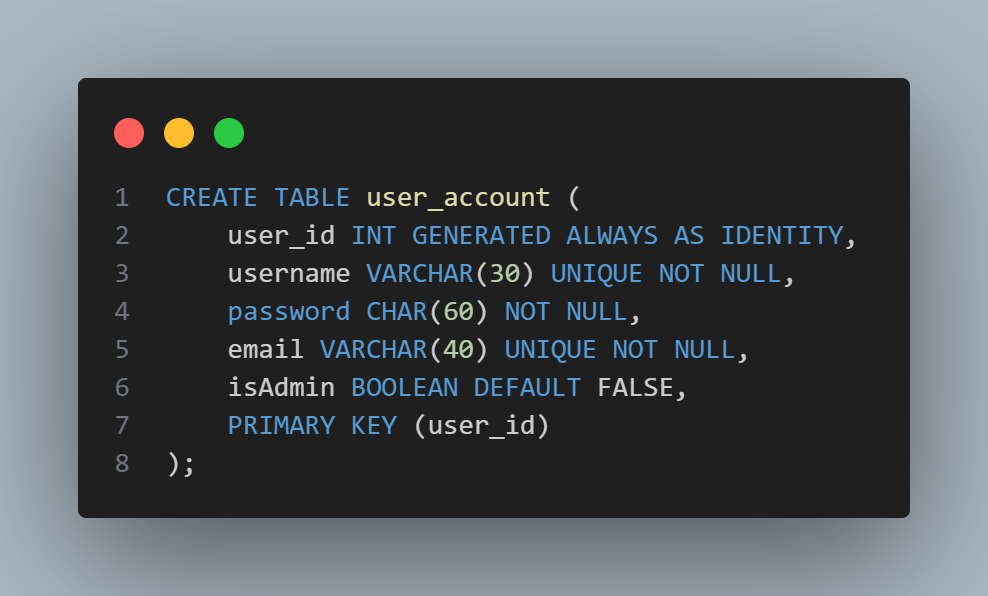 1 CREATE TABLE user_account (
2     user_id INT GENERATED ALWAYS AS IDENTITY,
3     username VARCHAR(30) UNIQUE NOT NULL,
4     password CHAR(60) NOT NULL,
5     email VARCHAR(40) UNIQUE NOT NULL,
6     isAdmin BOOLEAN DEFAULT FALSE,
7     PRIMARY KEY (user_id)
8 );